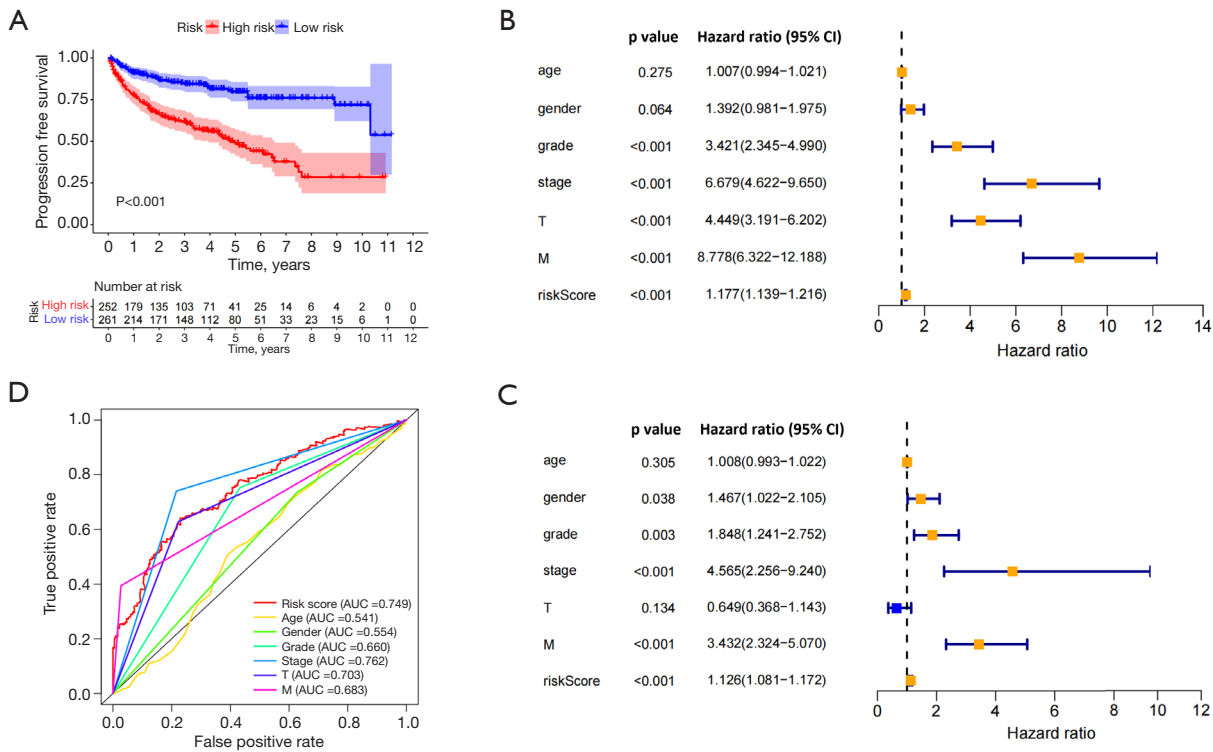 A
Risk High risk Low risk
Progression free survival
1.00
0.75
0.50
0.25
0.00
P<0.001
0 1 2 3 4 5 6 7 8 9 10 11 12
Time, years
Number at risk
Risk
High risk 252 179 135 103 71 41 25 14 6 4 2 0 0
Low risk 261 214 171 148 112 80 51 33 23 15 6 1 0
0 1 2 3 4 5 6 7 8 9 10 11 12
Time, years
B
p value Hazard ratio (95% CI)
age 0.275 1.007(0.994−1.021)
gender 0.064 1.392(0.981−1.975)
grade <0.001 3.421(2.345−4.990)
stage <0.001 6.679(4.622−9.650)
T <0.001 4.449(3.191−6.202)
M <0.001 8.778(6.322−12.188)
riskScore <0.001 1.177(1.139−1.216)
0 2 4 6 8 10 12 14
Hazard ratio
D
True positive rate
1.0
0.8
0.6
0.4
0.2
0.0
Risk score (AUC =0.749)
Age (AUC =0.541)
Gender (AUC =0.554)
Grade (AUC =0.660)
Stage (AUC =0.762)
T (AUC =0.703)
M (AUC =0.683)
0.0 0.2 0.4 0.6 0.8 1.0
False positive rate
C
p value Hazard ratio (95% CI)
age 0.305 1.008(0.993−1.022)
gender 0.038 1.467(1.022−2.105)
grade 0.003 1.848(1.241−2.752)
stage <0.001 4.565(2.256−9.240)
T 0.134 0.649(0.368−1.143)
M <0.001 3.432(2.324−5.070)
riskScore <0.001 1.126(1.081−1.172)
0 2 4 6 8 10 12
Hazard ratio